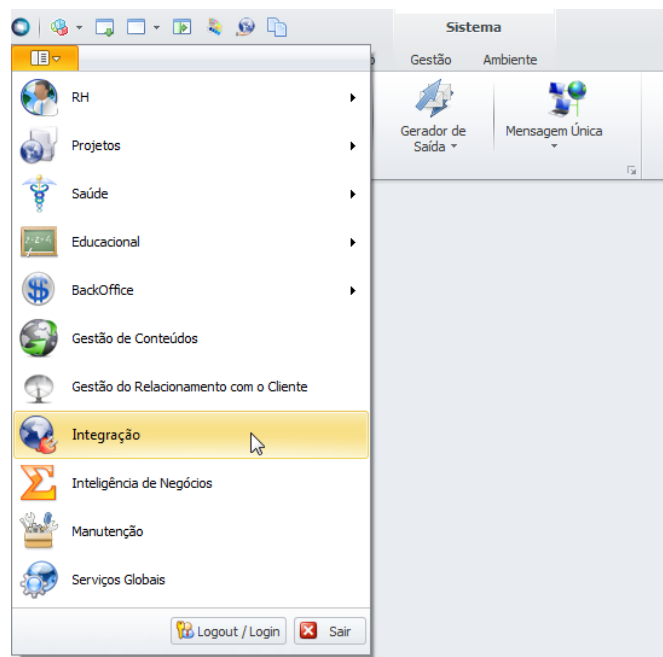 Sistema
Gestão
Ambiente
RH
Projetos
Saúde
Educacional
BackOffice
Gestão de Conteúdos
Gestão do Relacionamento com o Cliente
Integração
Inteligência de Negócios
Manutenção
Serviços Globais
Logout / Login
Sair
Gerador de
Saída
Mensagem Única